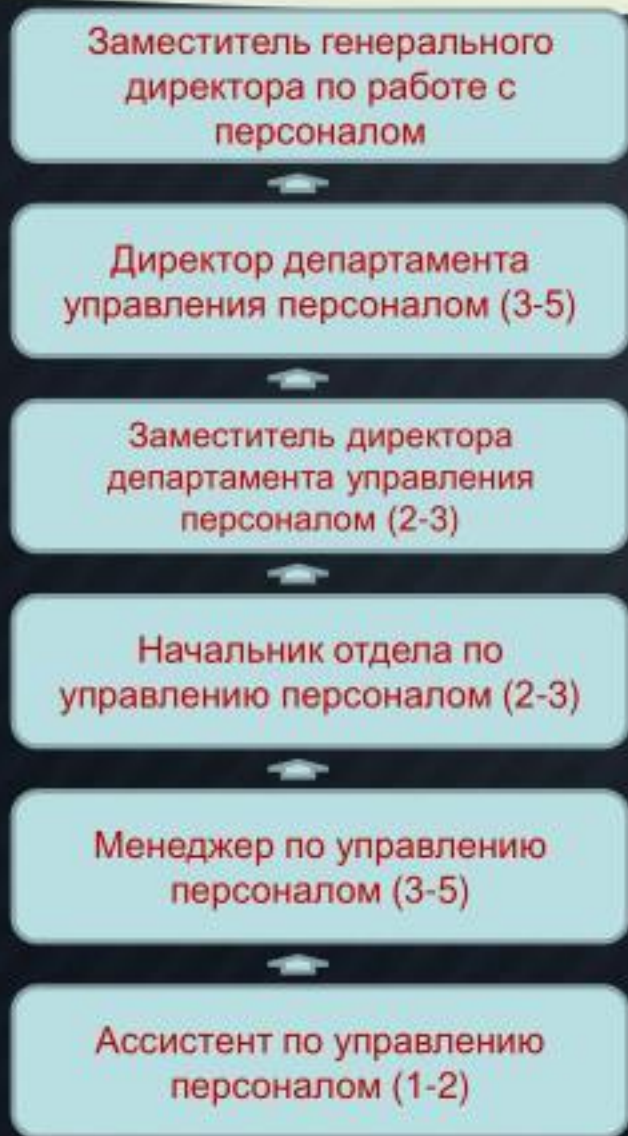 Заместитель генерального
директора по работе с
персоналом
Директор департамента
управления персоналом (3-5)
Заместитель директора
департамента управления
персоналом (2-3)
Начальник отдела по
управлению персоналом (2-3)
Менеджер по управлению
персоналом (3-5)
Ассистент по управлению
персоналом (1-2)